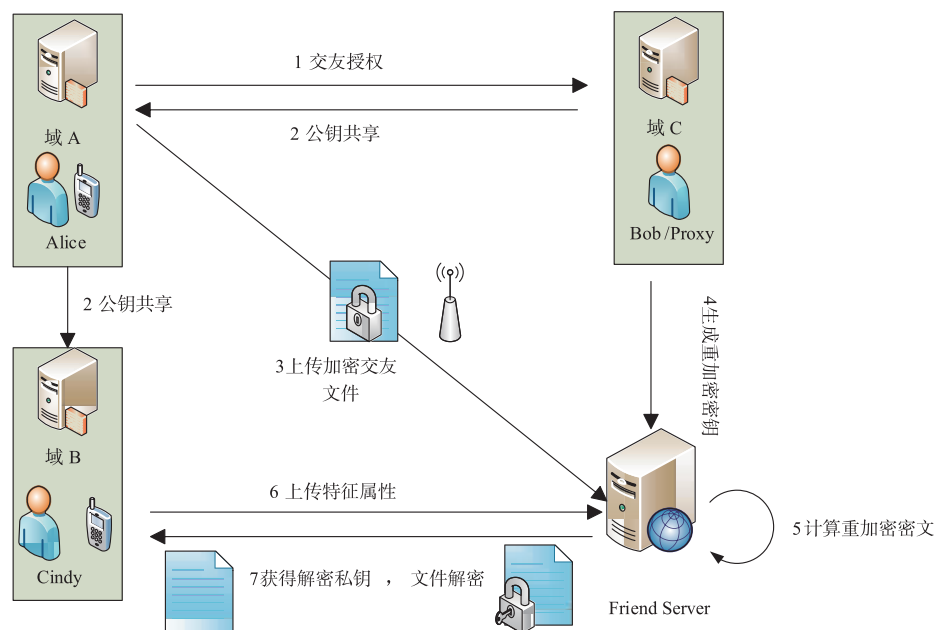 1 交友授权
2 公钥共享
域 A
Alice
域 C
Bob /Proxy
2 公钥共享
3上传加密交友
文件
4生成重加密密钥
域 B
Cindy
6 上传特征属性
5计算重加密密文
7获得解密私钥 ， 文件解密
Friend Server